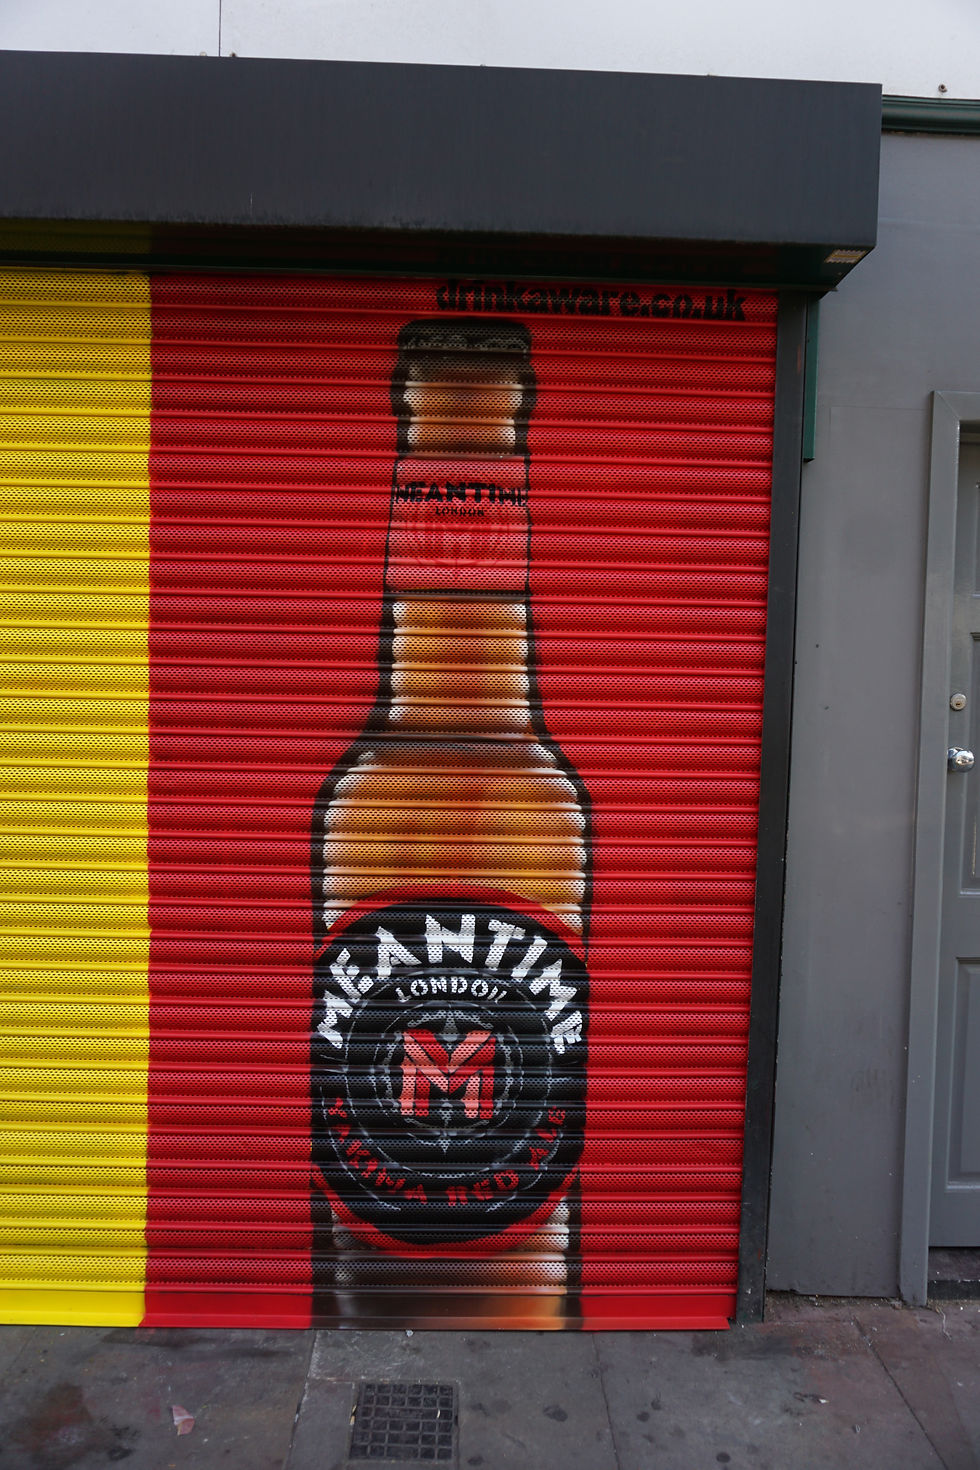 drinkaware.co.uk
MEANTIME
LONDON
MEANTIME
LONDON
M
YAKIMA RED ALE